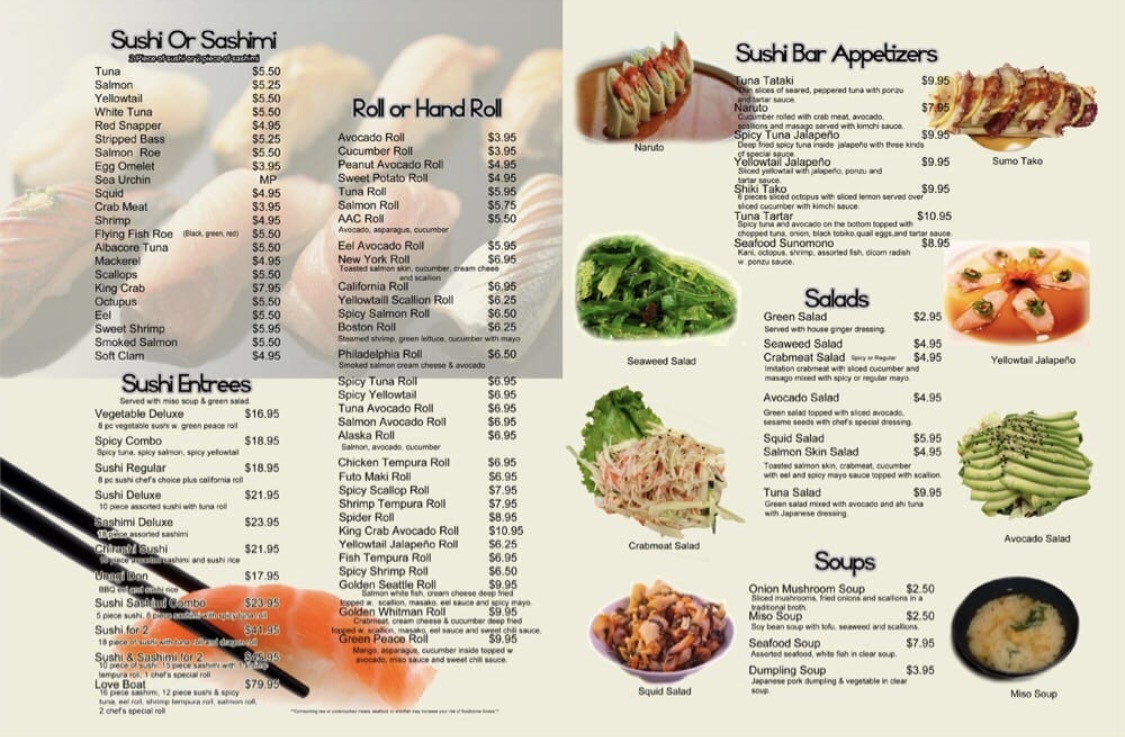 Sushi Or Sashimi
2 Piece of sushi or 2 piece of sashimi
Tuna $5.50
Salmon $5.25
Yellowtail $5.50
White Tuna $5.50
Red Snapper $4.95
Stripped Bass $5.25
Salmon Roe $5.50
Egg Omelet $3.95
Sea Urchin MP
Squid $4.95
Crab Meat $3.95
Shrimp $4.95
Flying Fish Roe (Black, green, red) $5.50
Albacore Tuna $5.50
Mackerel $4.95
Scallops $5.50
King Crab $7.95
Octupus $5.50
Eel $5.50
Sweet Shrimp $5.95
Smoked Salmon $5.50
Soft Clam $4.95
Sushi Entrees
Served with miso soup & green salad.
Vegetable Deluxe $16.95
8 pc vegetable sushi w. green peace roll
Spicy Combo $18.95
Spicy tuna, spicy salmon, spicy yellowtail
Sushi Regular $18.95
8 pc sushi chef's choice plus california roll
Sushi Deluxe $21.95
10 piece assorted sushi with tuna roll
Sashimi Deluxe $23.95
18 piece assorted sashimi
Chirashi Sushi $21.95
piece assorted sashimi and sushi rice
Unagi Don $17.95
BBQ eel and sushi rice
Sushi Sashimi Combo $23.95
5 piece sushi, 8 piece sashimi with spicy tuna roll
Sushi for 2 $41.95
18 piece of sushi with tuna roll and dragon roll
Sushi & Sashimi for 2
10 piece of sushi, 15 piece sashimi with 1 shrimp
tempura roll, 1 chef's special roll
Love Boat $79.95
16 piece sashimi, 12 piece sushi & spicy
tuna, eel roll, shrimp tempura roll, salmon roll,
2 chef's special roll
Roll or Hand Roll
Avocado Roll $3.95
Cucumber Roll $3.95
Peanut Avocado Roll $4.95
Sweet Potato Roll $4.95
Tuna Roll $5.95
Salmon Roll $5.75
AAC Roll $5.50
Avocado, asparagus, cucumber
Eel Avocado Roll $5.95
New York Roll $6.95
Toasted salmon skin, cucumber, cream cheee
and scallion
California Roll $6.95
Yellowtaill Scallion Roll $6.25
Spicy Salmon Roll $6.50
Boston Roll $6.25
Steamed shrimp, green lettuce, cucumber with mayo
Philadelphia Roll $6.50
Smoked salmon cream cheese & avocado
Spicy Tuna Roll $6.95
Spicy Yellowtail $6.95
Tuna Avocado Roll $6.95
Salmon Avocado Roll $6.95
Alaska Roll $6.95
Salmon, avocado, cucumber
Chicken Tempura Roll $6.95
Futo Maki Roll $6.95
Spicy Scallop Roll $7.95
Shrimp Tempura Roll $7.95
Spider Roll $8.95
King Crab Avocado Roll $10.95
Yellowtail Jalapeño Roll $6.25
Fish Tempura Roll $6.95
Spicy Shrimp Roll $6.50
Golden Seattle Roll $9.95
Salmon white fish, cream cheese deep fried
topped w. scallion, masako, eel sauce and spicy mayo.
Golden Whitman Roll $9.95
Crabmeat, cream cheese & cucumber deep fried
topped w. scallion, masako, eel sauce and sweet chili sauce.
Green Peace Roll $9.95
Mango, asparagus, cucumber inside topped w
avocado, miso sauce and sweet chili sauce.
Sushi Bar Appetizers
Tuna Tataki $9.95
Thin slices of seared, peppered tuna with ponzu
and tartar sauce.
Naruto $7.95
Cucumber rolled with crab meat, avocado,
scallions and masago served with kimchi sauce.
Spicy Tuna Jalapeño $9.95
Deep fried spicy tuna inside jalapeño with three kinds
of special sauce.
Yellowtail Jalapeño $9.95
Sliced yellowtail with jalapeño, ponzu and
tartar sauce.
Shiki Tako $9.95
6 pieces sliced octopus with sliced lemon served over
sliced cucumber with kimchi sauce.
Tuna Tartar $10.95
Spicy tuna and avocado on the bottom topped with
chopped tuna, onion, black tobiko,quail eggs,and tartar sauce.
Seafood Sunomono $8.95
Kani, octopus, shrimp, assorted fish, dicom radish
w. ponzu sauce.
Salads
Green Salad $2.95
Served with house ginger dressing.
Seaweed Salad $4.95
Crabmeat Salad Spicy or Regular $4.95
Imitation crabmeat with sliced cucumber and
masago mixed with spicy or regular mayo.
Avocado Salad $4.95
Green salad topped with sliced avocado,
sesame seeds with chef's special dressing.
Squid Salad $5.95
Salmon Skin Salad $4.95
Toasted salmon skin, crabmeat, cucumber
with eel and spicy mayo sauce topped with scallion.
Tuna Salad $9.95
Green salad mixed with avocado and ahi tuna
with Japanese dressing.
Soups
Onion Mushroom Soup $2.50
Sliced mushrooms, fried onions and scallions in a
traditional broth.
Miso Soup $2.50
Soy bean soup with tofu, seaweed and scallions.
Seafood Soup $7.95
Assorted seafood, white fish in clear soup.
Dumpling Soup $3.95
Japanese pork dumpling & vegetable in clear
soup.
Naruto
Seaweed Salad
Crabmeat Salad
Squid Salad
Sumo Tako
Yellowtail Jalapeño
Avocado Salad
Miso Soup